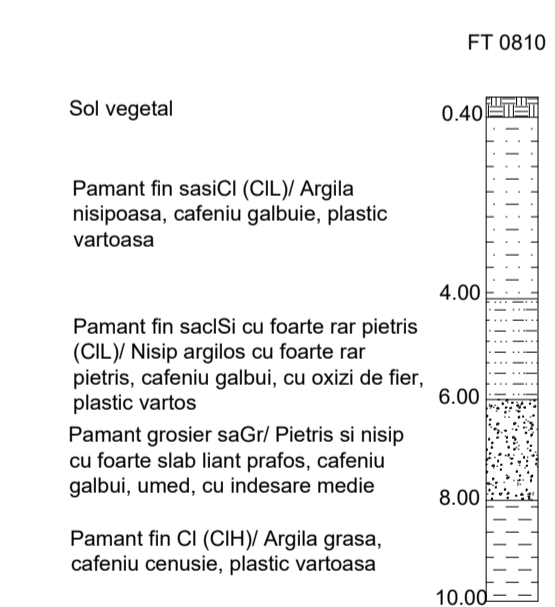 FT 0810
Sol vegetal
0.40
Pamant fin sasiCl (ClL)/ Argila
nisipoasa, cafeniu galbuie, plastic
vartoasa
4.00
Pamant fin saclSi cu foarte rar pietris
(ClL)/ Nisip argilos cu foarte rar
pietris, cafeniu galbui, cu oxizi de fier,
plastic vartos
6.00
Pamant grosier saGr/ Pietris si nisip
cu foarte slab liant prafos, cafeniu
galbui, umed, cu indesare medie
8.00
Pamant fin Cl (ClH)/ Argila grasa,
cafeniu cenusie, plastic vartoasa
10.00